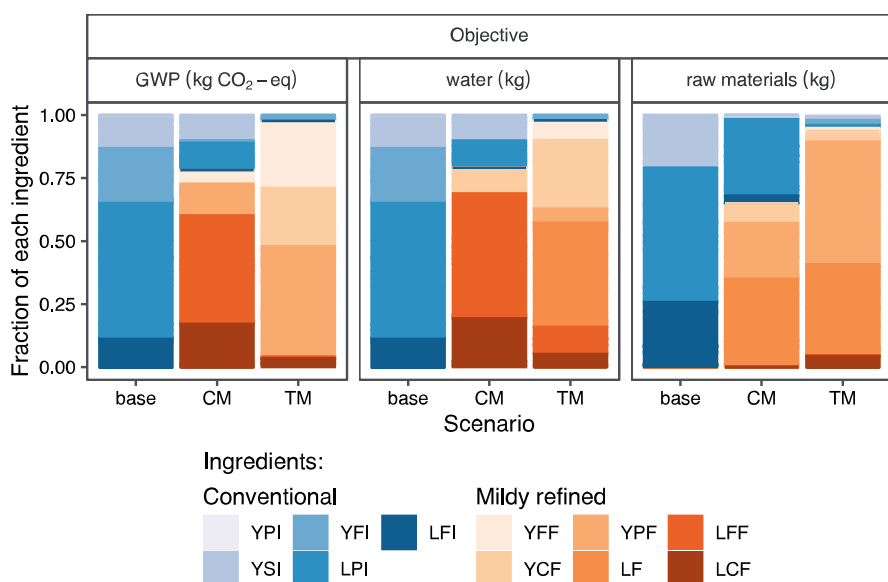 Objective
GWP (kg CO₂ – eq) water (kg) raw materials (kg)
Fraction of each ingredient
1.00
0.75
0.50
0.25
0.00
base CM TM base CM TM base CM TM
Scenario
Ingredients:
Conventional Mildy refined
YPI YFI LFI YFF YPF LFF
YSI LPI YCF LF LCF